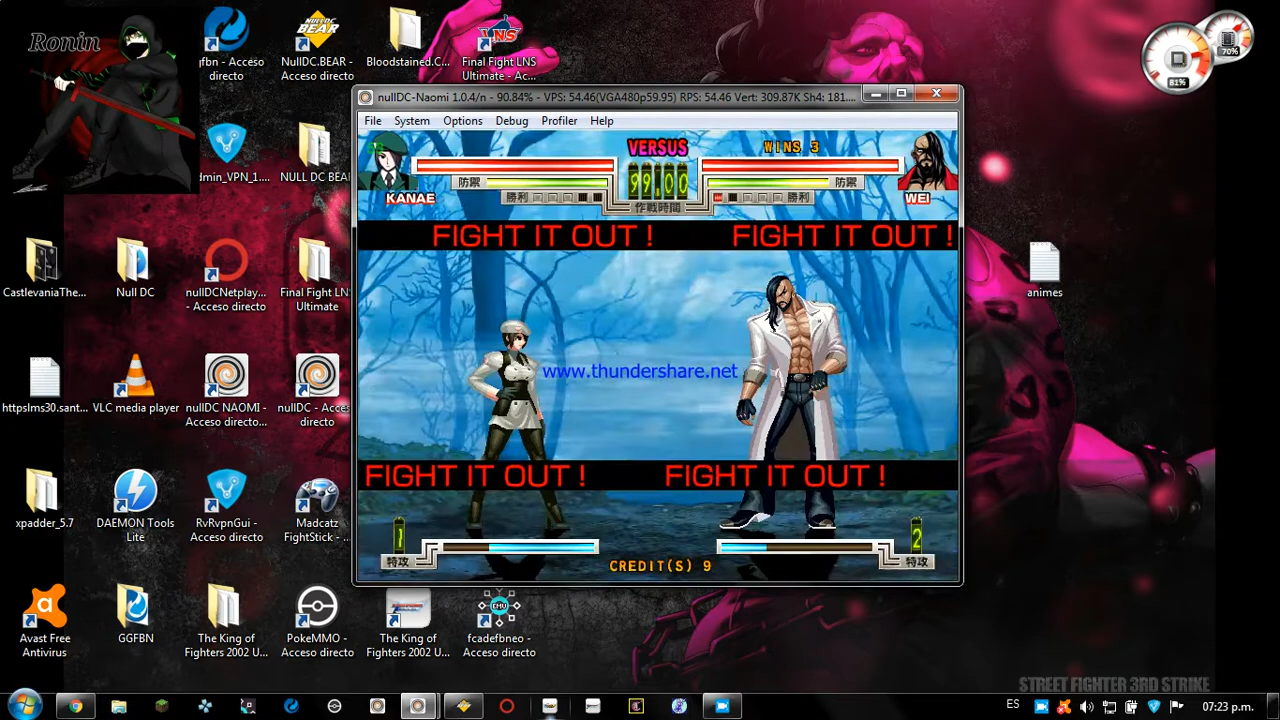 Ronin
gfbn - Acceso directo
NullDC.BEAR - Acceso directo
Bloodstained.C...
Final Fight LNS Ultimate - Ac...
81%
70%
dmin_VPN_1....
NULL DC BEA
nullDC-Naomi 1.0.4/n - 90.84% - VPS: 54.46(VGA480p59.95) RPS: 54.46 Vert: 309.87K Sh4: 181....
File System Options Debug Profiler Help
VERSUS
WINS 3
99.00
防禦
防禦
勝利
勝利
KANAE
作戦時間
WEI
FIGHT IT OUT ! FIGHT IT OUT !
www.thundershare.net
FIGHT IT OUT ! FIGHT IT OUT !
1
2
特攻
特攻
CREDIT(S) 9
CastlevaniaThe...
Null DC
nullDCNetplay... - Acceso directo
Final Fight LN Ultimate
animes
httpslms30.sant...
VLC media player
nullDC NAOMI - Acceso directo...
nullDC - Acces directo
xpadder_5.7
DAEMON Tools Lite
RvRvpnGui - Acceso directo
Madcatz FightStick - ...
Avast Free Antivirus
GGFBN
The King of Fighters 2002 U...
PokeMMO - Acceso directo
The King of Fighters 2002 U...
fcadefbneo - Acceso directo
STREET FIGHTER 3RD STRIKE
ES
07:23 p.m.